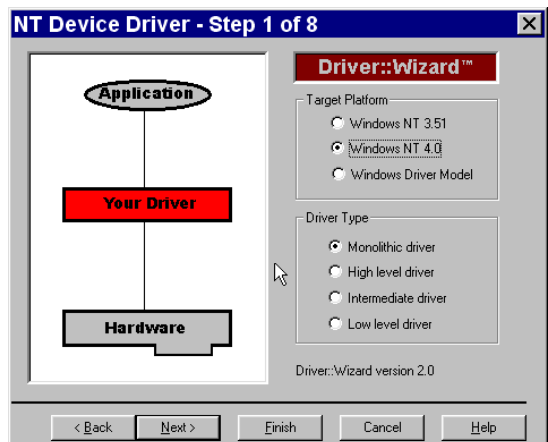 NT Device Driver - Step 1 of 8
Application
Your Driver
Hardware
Driver::Wizard™
Target Platform
Windows NT 3.51
Windows NT 4.0
Windows Driver Model
Driver Type
Monolithic driver
High level driver
Intermediate driver
Low level driver
Driver::Wizard version 2.0
< Back Next > Finish Cancel Help